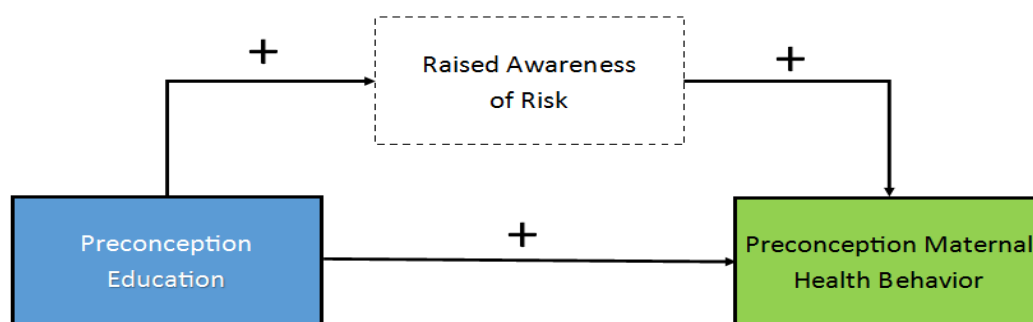 +
Raised Awareness
of Risk
+
Preconception
Education
+
Preconception Maternal
Health Behavior